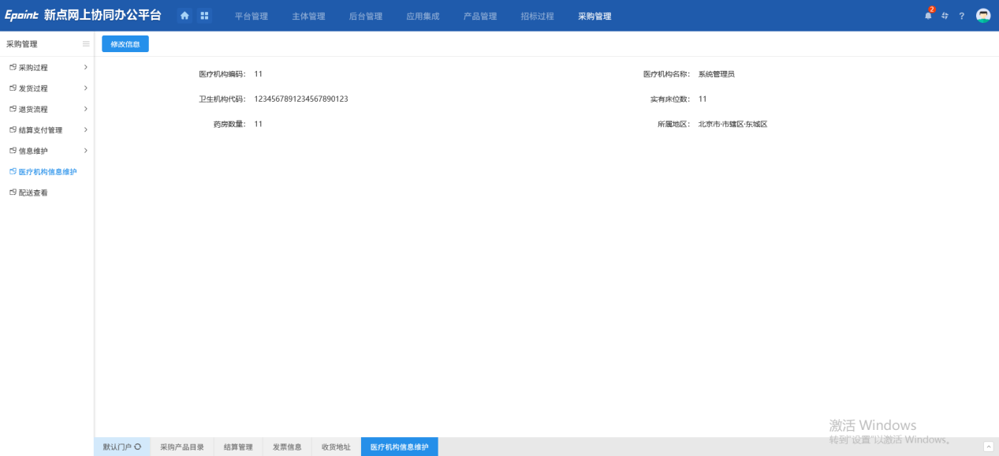 Epoint 新点网上协同办公平台 平台管理 主体管理 后台管理 应用集成 产品管理 招标过程 采购管理 2 ?
采购管理
修改信息
采购过程
发货过程
退货流程
结算支付管理
信息维护
医疗机构信息维护
配送查看
医疗机构编码： 11 医疗机构名称： 系统管理员
卫生机构代码： 1234567891234567890123 实有床位数： 11
药房数量： 11 所属地区： 北京市·市辖区·东城区
激活 Windows
转到"设置"以激活 Windows。
默认门户 采购产品目录 结算管理 发票信息 收货地址 医疗机构信息维护